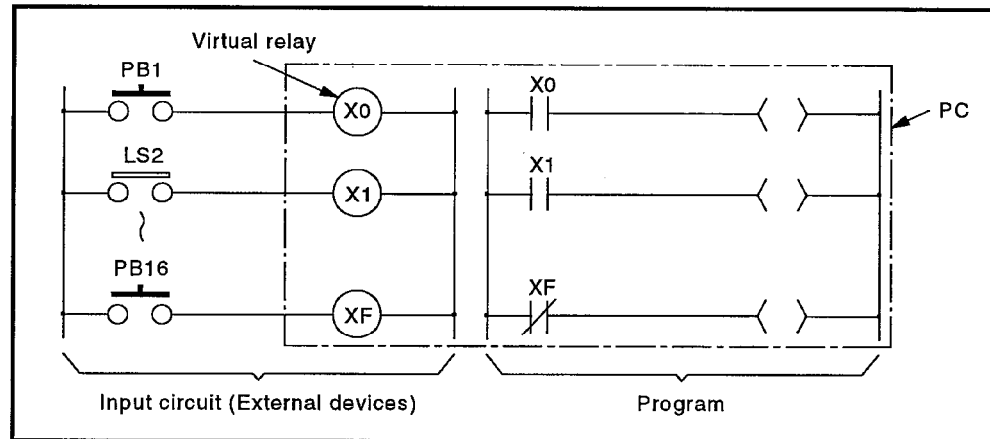 Virtual relay
PB1
X0
X0
PC
LS2
X1
X1
PB16
XF
XF
Input circuit (External devices)
Program